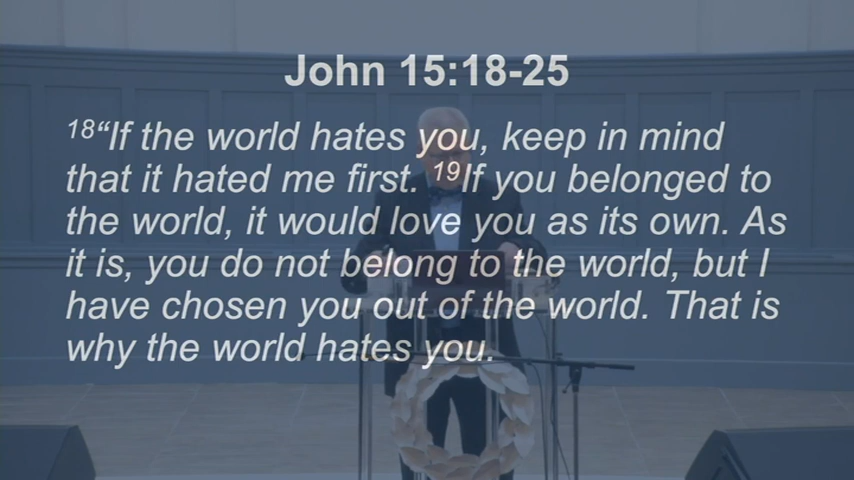 John 15:18-25
18“If the world hates you, keep in mind
that it hated me first. 19If you belonged to
the world, it would love you as its own. As
it is, you do not belong to the world, but I
have chosen you out of the world. That is
why the world hates you.